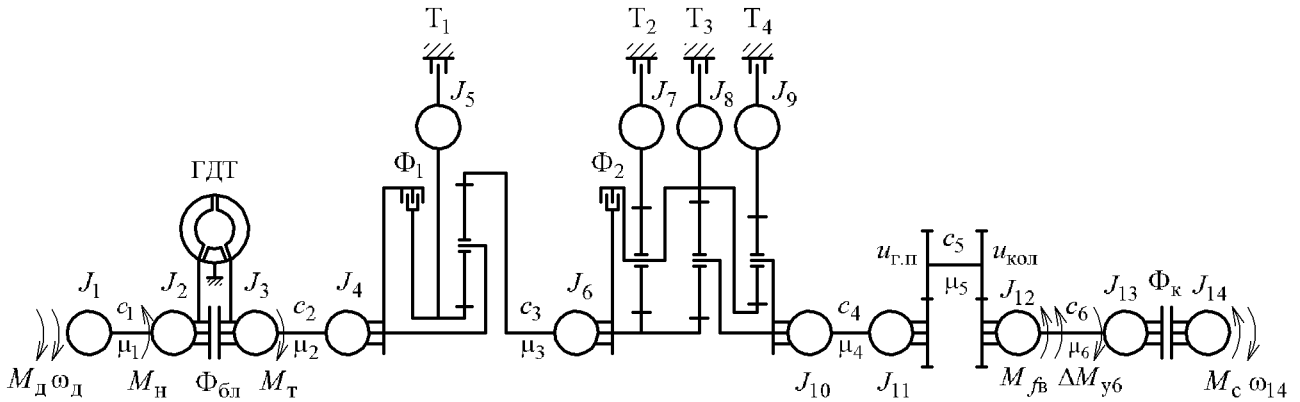 T₁ T₂ T₃ T₄
J₅ J₇ J₈ J₉
ГДТ Φ₁ Φ₂
u_г.п c₅ u_кол
μ₅
J₁ J₂ J₃ J₄ J₆ J₁₂ J₁₃ Φ_к J₁₄
c₁ c₂ c₃ c₄ c₆
μ₁ μ₂ μ₃ μ₄ μ₆
M_д ω_д M_н Φ_бл M_т J₁₀ J₁₁ M_fв ΔM_у6 M_с ω₁₄